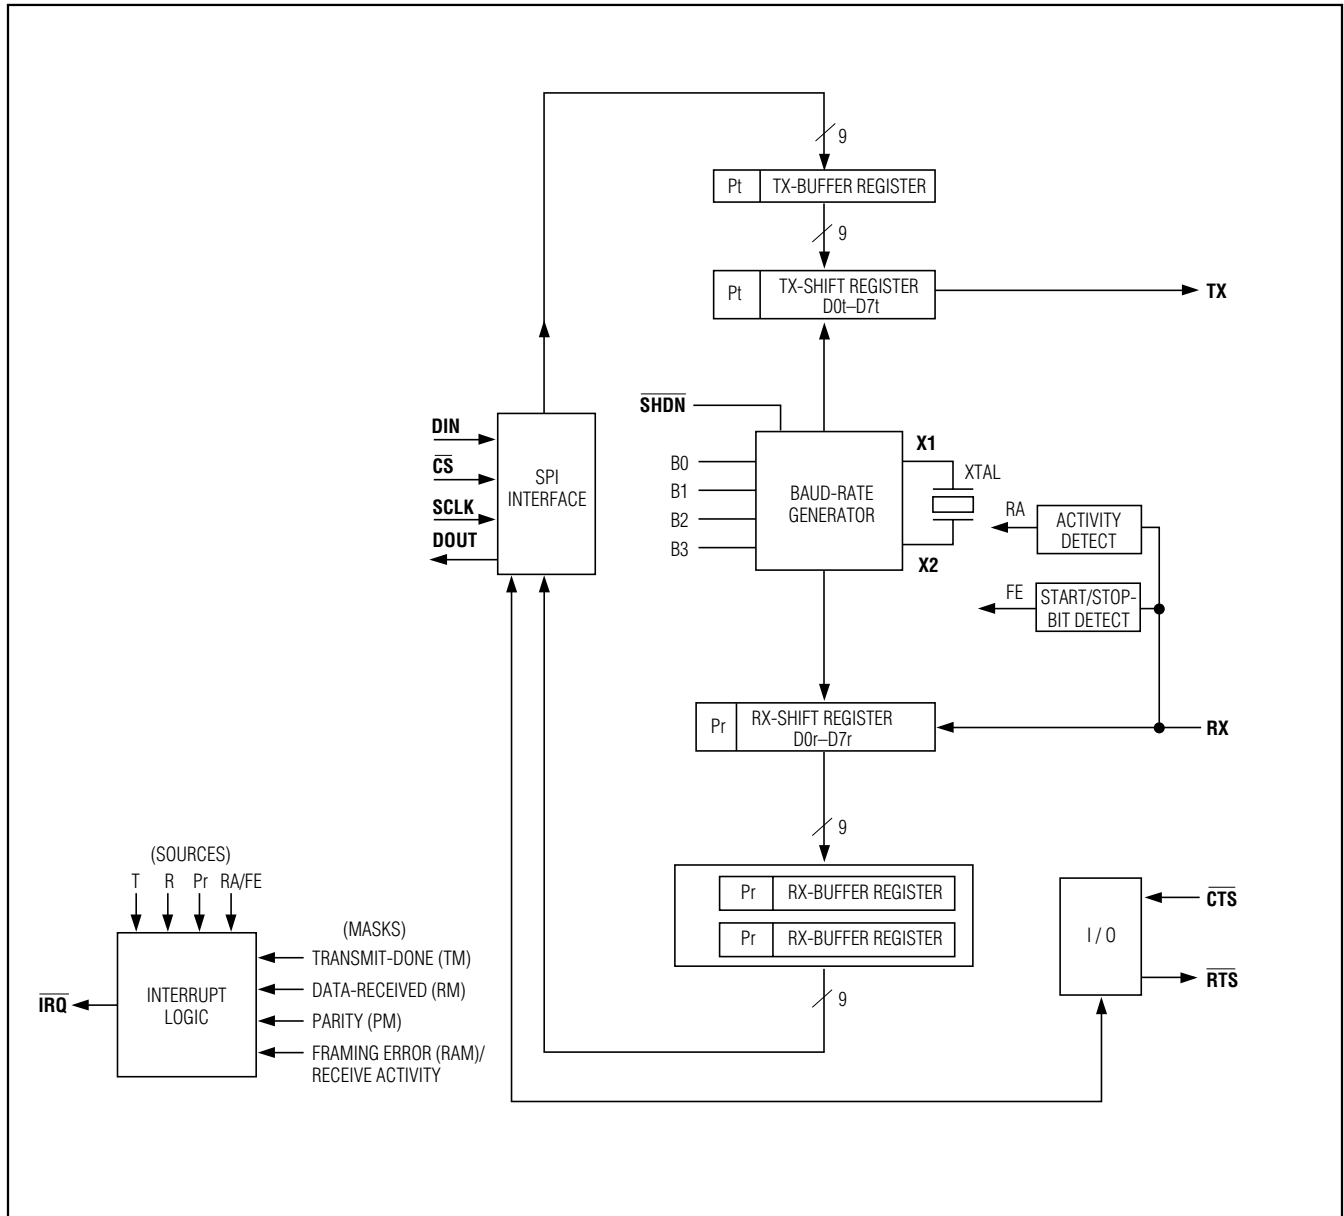 9
Pt TX-BUFFER REGISTER
9
Pt TX-SHIFT REGISTER
D0t–D7t
TX
SHDN
DIN
CS
SCLK
DOUT
SPI
INTERFACE
B0
B1
B2
B3
BAUD-RATE
GENERATOR
X1
XTAL
X2
RA
ACTIVITY
DETECT
FE
START/STOP-
BIT DETECT
Pr RX-SHIFT REGISTER
D0r–D7r
RX
9
Pr RX-BUFFER REGISTER
Pr RX-BUFFER REGISTER
9
I / O
CTS
RTS
(SOURCES)
T R Pr RA/FE
(MASKS)
TRANSMIT-DONE (TM)
DATA-RECEIVED (RM)
PARITY (PM)
FRAMING ERROR (RAM)/
RECEIVE ACTIVITY
INTERRUPT
LOGIC
IRQ